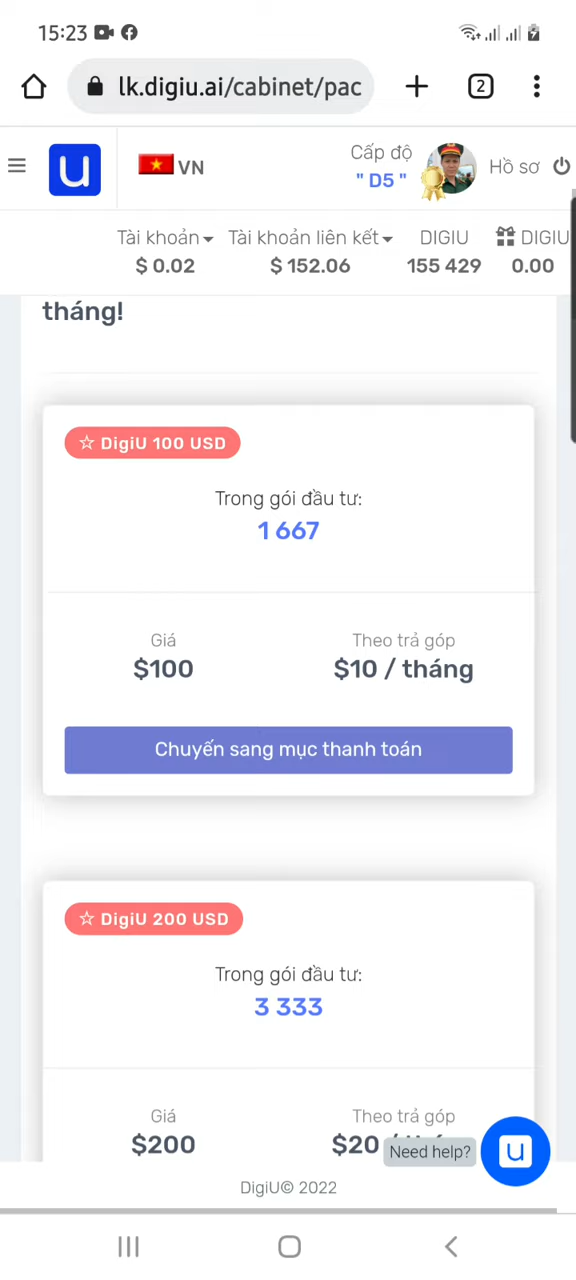 15:23
lk.digiu.ai/cabinet/pac
2
VN
Cấp độ
" D5 "
Hồ sơ
Tài khoản
$ 0.02
Tài khoản liên kết
$ 152.06
DIGIU
155 429
DIGIU
0.00
tháng!
☆ DigiU 100 USD
Trong gói đầu tư:
1 667
Giá
$100
Theo trả góp
$10 / tháng
Chuyến sang mục thanh toán
☆ DigiU 200 USD
Trong gói đầu tư:
3 333
Giá
$200
Theo trả góp
$20
Need help?
DigiU© 2022